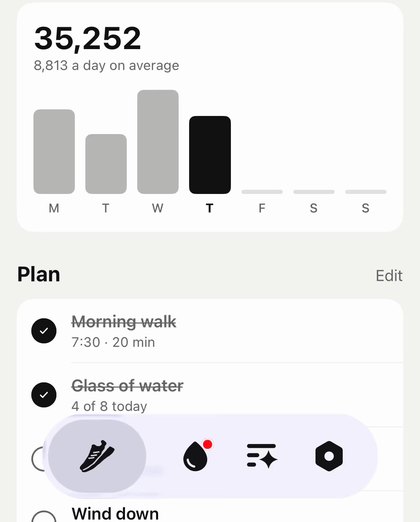 35,252
8,813 a day on average
M T W T F S S
Plan
Edit
Morning walk
7:30 · 20 min
Glass of water
4 of 8 today
Wind down